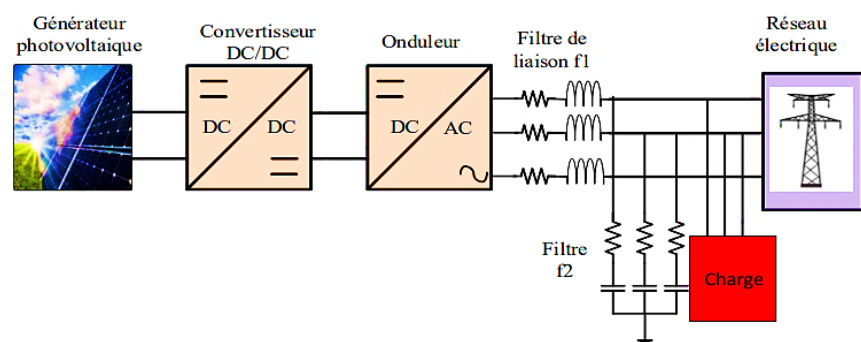 Générateur
photovoltaique
Convertisseur
DC/DC
Onduleur
Filtre de
liaison f1
Réseau
électrique
DC
DC
DC
AC
Filtre
f2
Charge